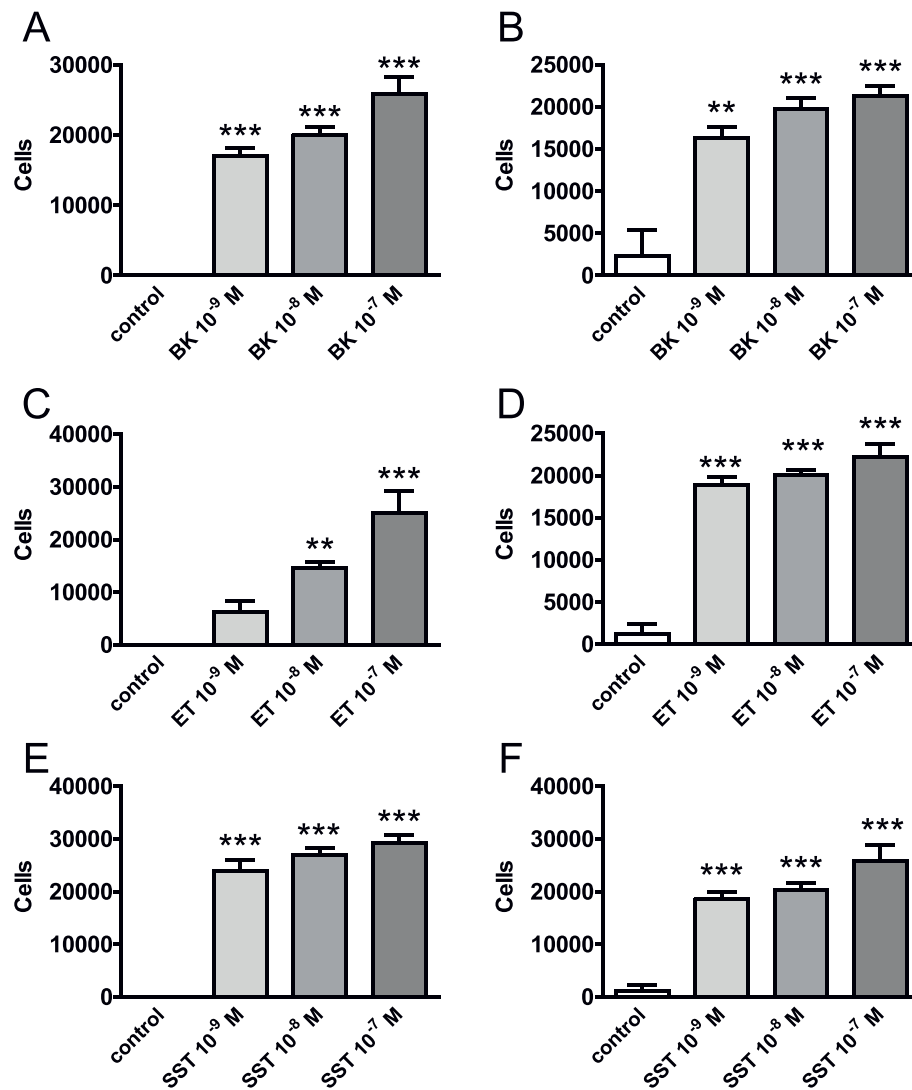 A
30000
20000
10000
0
Cells
***
***
***
control
BK 10⁻⁹ M
BK 10⁻⁸ M
BK 10⁻⁷ M
B
25000
20000
15000
10000
5000
0
Cells
**
***
***
control
BK 10⁻⁹ M
BK 10⁻⁸ M
BK 10⁻⁷ M
C
40000
30000
20000
10000
0
Cells
**
***
control
ET 10⁻⁹ M
ET 10⁻⁸ M
ET 10⁻⁷ M
D
25000
20000
15000
10000
5000
0
Cells
***
***
***
control
ET 10⁻⁹ M
ET 10⁻⁸ M
ET 10⁻⁷ M
E
40000
30000
20000
10000
0
Cells
***
***
***
control
SST 10⁻⁹ M
SST 10⁻⁸ M
SST 10⁻⁷ M
F
40000
30000
20000
10000
0
Cells
***
***
***
control
SST 10⁻⁹ M
SST 10⁻⁸ M
SST 10⁻⁷ M